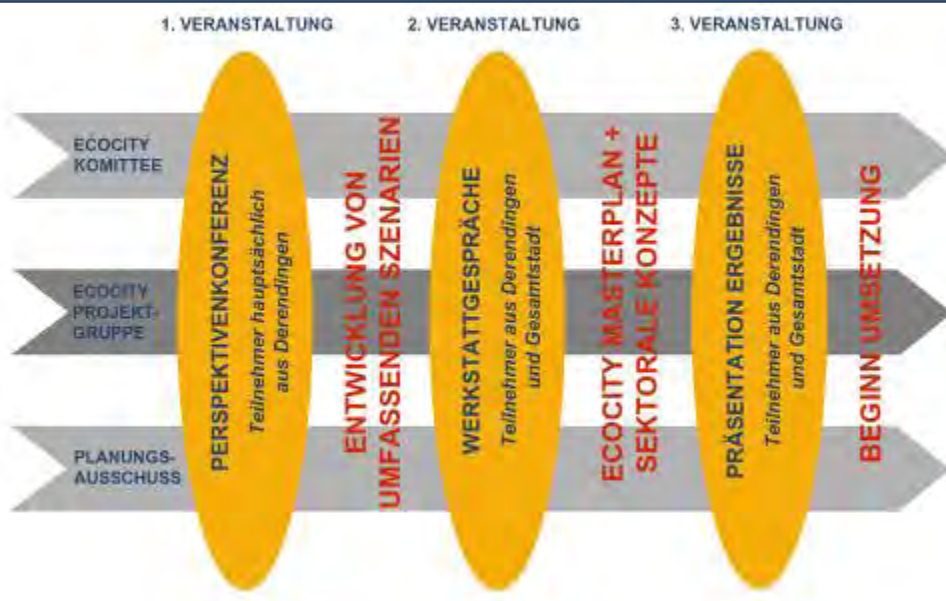 1. VERANSTALTUNG
2. VERANSTALTUNG
3. VERANSTALTUNG
ECOCITY
KOMITTEE
ECOCITY
PROJEKT-
GRUPPE
PLANUNGS-
AUSSCHUSS
PERSPEKTIVENKONFERENZ
Teilnehmer hauptsächlich
aus Derendingen
ENTWICKLUNG VON
UMFASSENDEN SZENARIEN
WERKSTATTGESPRÄCHE
Teilnehmer aus Derendingen
und Gesamtstadt
ECOCITY MASTERPLAN +
SEKTORALE KONZEPTE
PRÄSENTATION ERGEBNISSE
Teilnehmer aus Derendingen
und Gesamtstadt
BEGINN UMBETZUNG